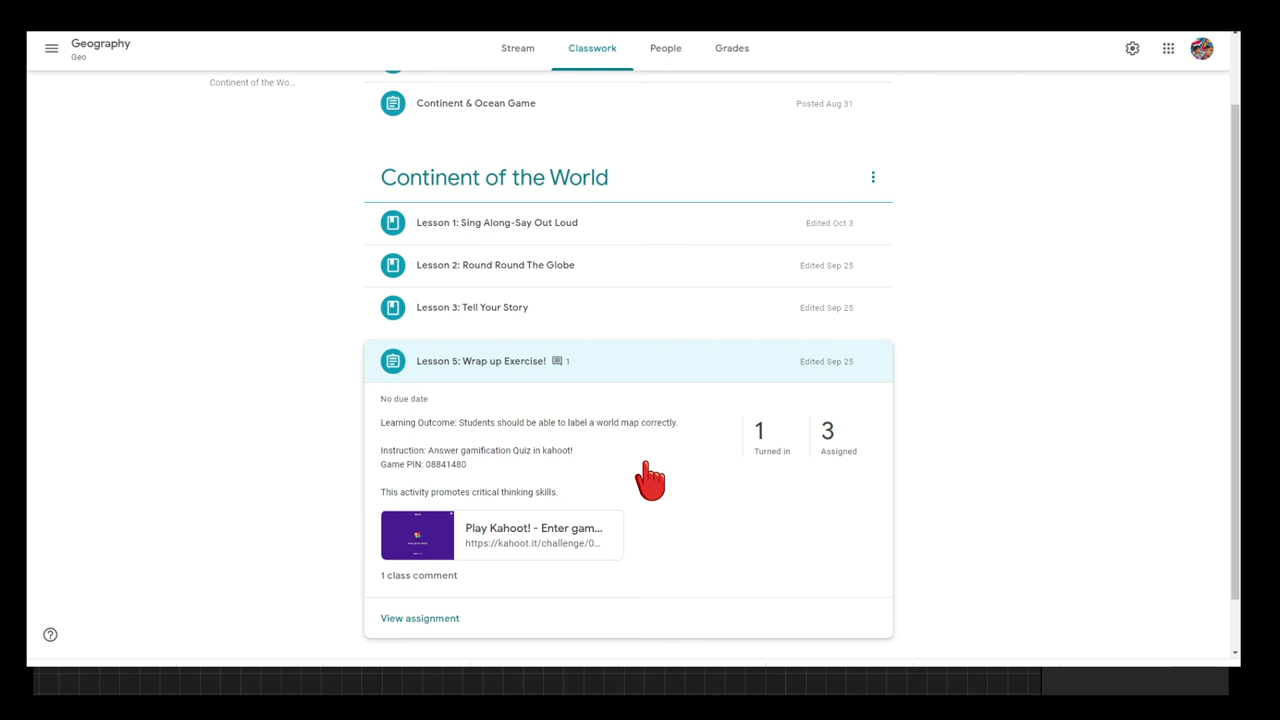 Geography
Geo
Stream
Classwork
People
Grades
Continent of the Wo...
Continent & Ocean Game
Posted Aug 31
Continent of the World
Lesson 1: Sing Along-Say Out Loud
Edited Oct 3
Lesson 2: Round Round The Globe
Edited Sep 25
Lesson 3: Tell Your Story
Edited Sep 25
Lesson 5: Wrap up Exercise!
1
Edited Sep 25
No due date
Learning Outcome: Students should be able to label a world map correctly.
1
Turned in
3
Assigned
Instruction: Answer gamification Quiz in kahoot!
Game PIN: 08841480
This activity promotes critical thinking skills.
Play Kahoot! - Enter gam...
https://kahoot.it/challenge/0...
1 class comment
View assignment